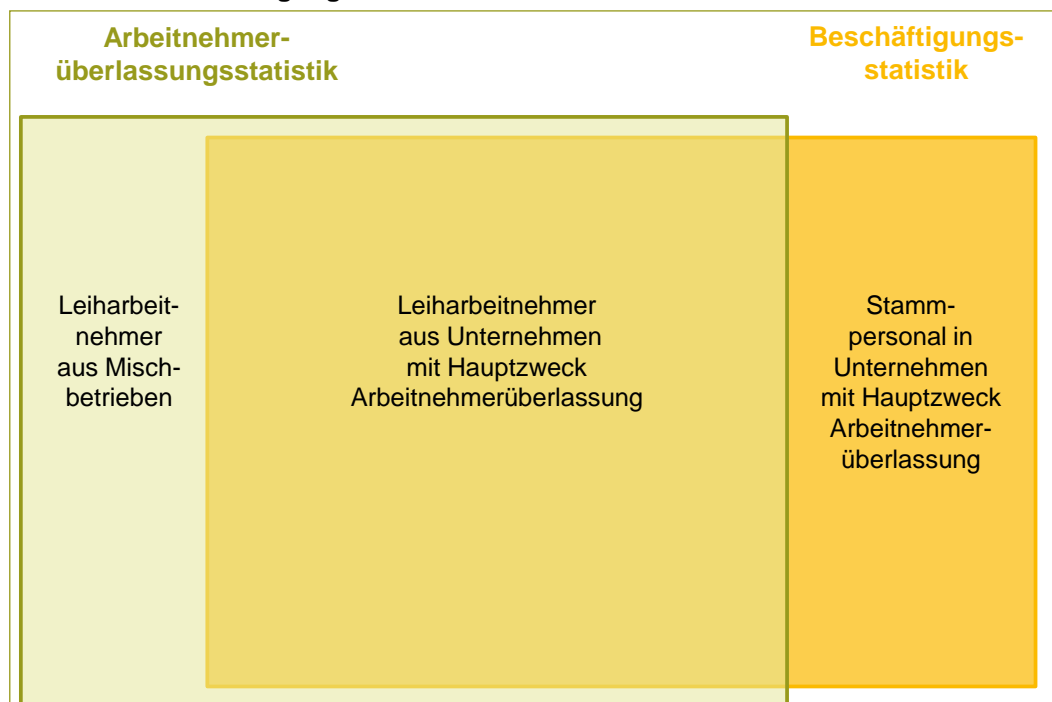 Arbeitnehmer-
überlassungsstatistik
Beschäftigungs-
statistik
Leiharbeit-
nehmer
aus Misch-
betrieben
Leiharbeitnehmer
aus Unternehmen
mit Hauptzweck
Arbeitnehmerüberlassung
Stamm-
personal in
Unternehmen
mit Hauptzweck
Arbeitnehmer-
überlassung